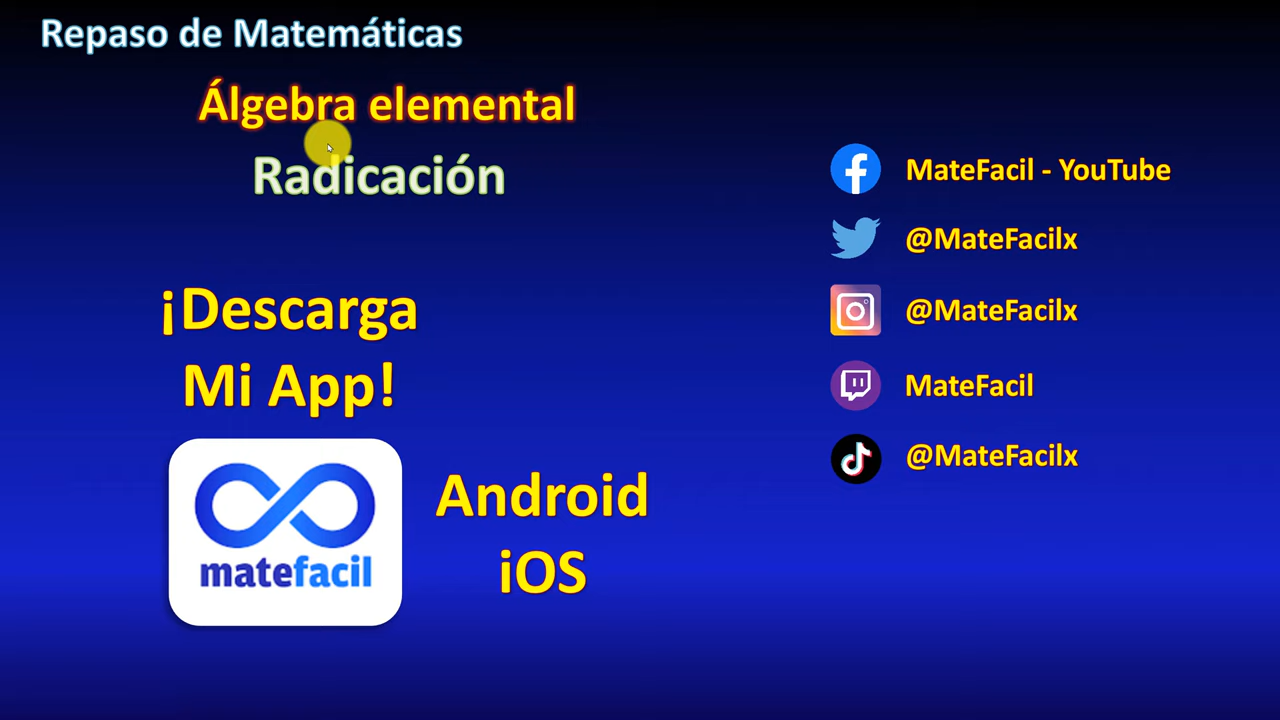 Repaso de Matemáticas
Álgebra elemental
Radicación
¡Descarga
Mi App!
matefacil
Android
iOS
MateFacil - YouTube
@MateFacilx
@MateFacilx
MateFacil
@MateFacilx